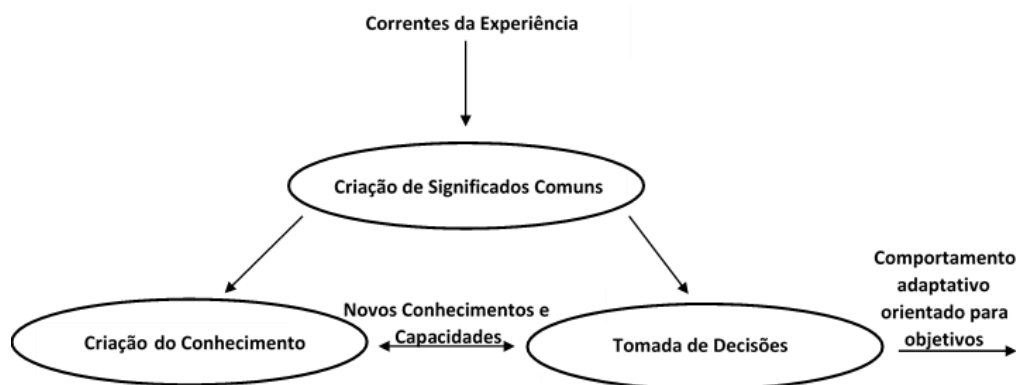 Correntes da Experiência
Criação de Significados Comuns
Comportamento
adaptativo
orientado para
objetivos
Novos Conhecimentos e
Capacidades
Criação do Conhecimento
Tomada de Decisões